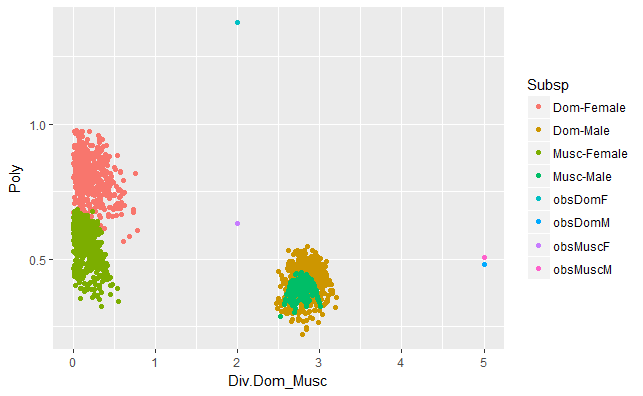 Poly
1.0
0.5
0
1
2
3
4
5
Div.Dom_Musc
Subsp
Dom-Female
Dom-Male
Musc-Female
Musc-Male
obsDomF
obsDomM
obsMuscF
obsMuscM